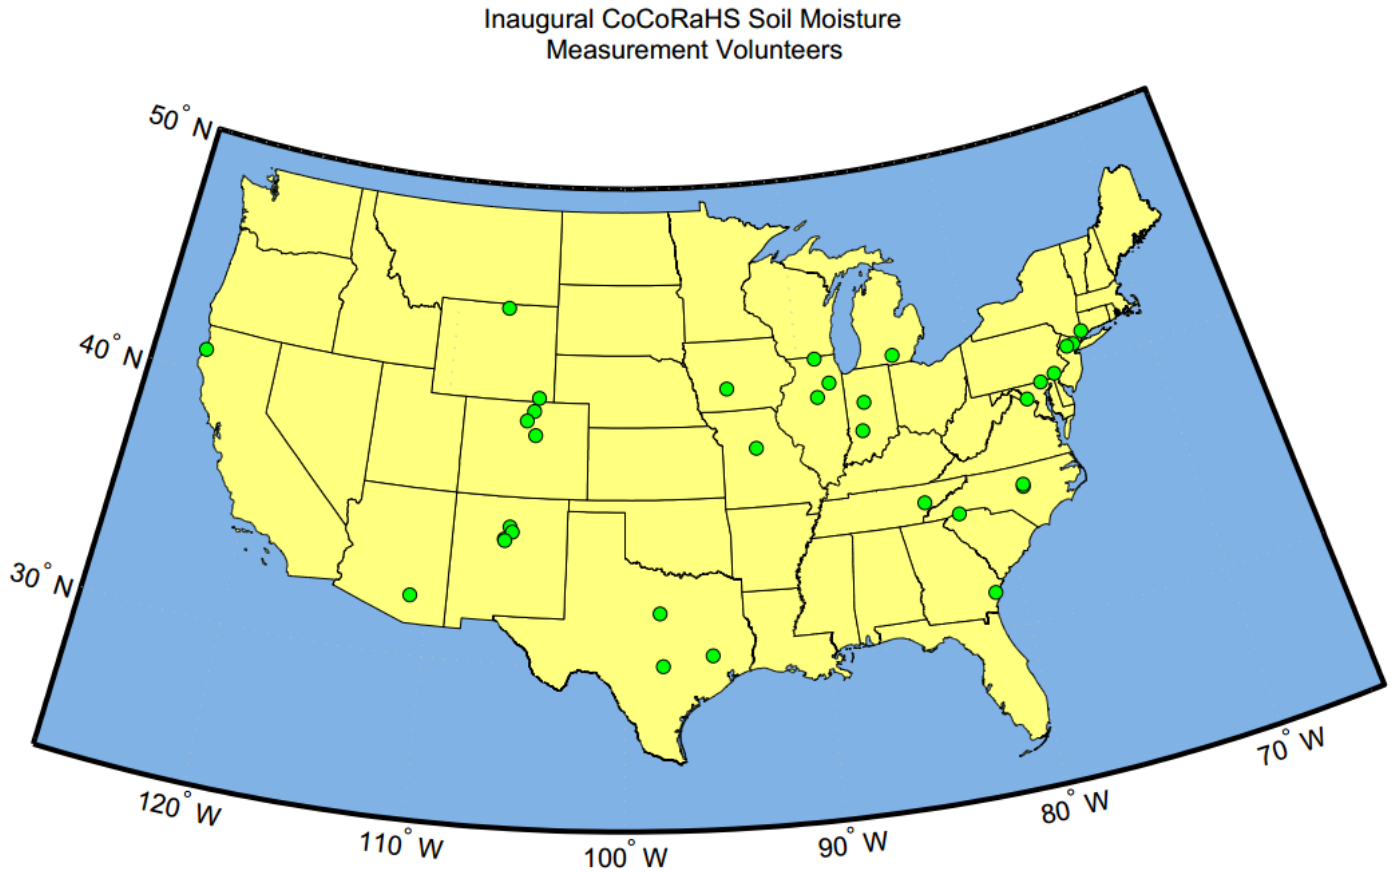 Inaugural CoCoRaHS Soil Moisture
Measurement Volunteers
50° N
40° N
30° N
120° W
110° W
100° W
90° W
80° W
70° W